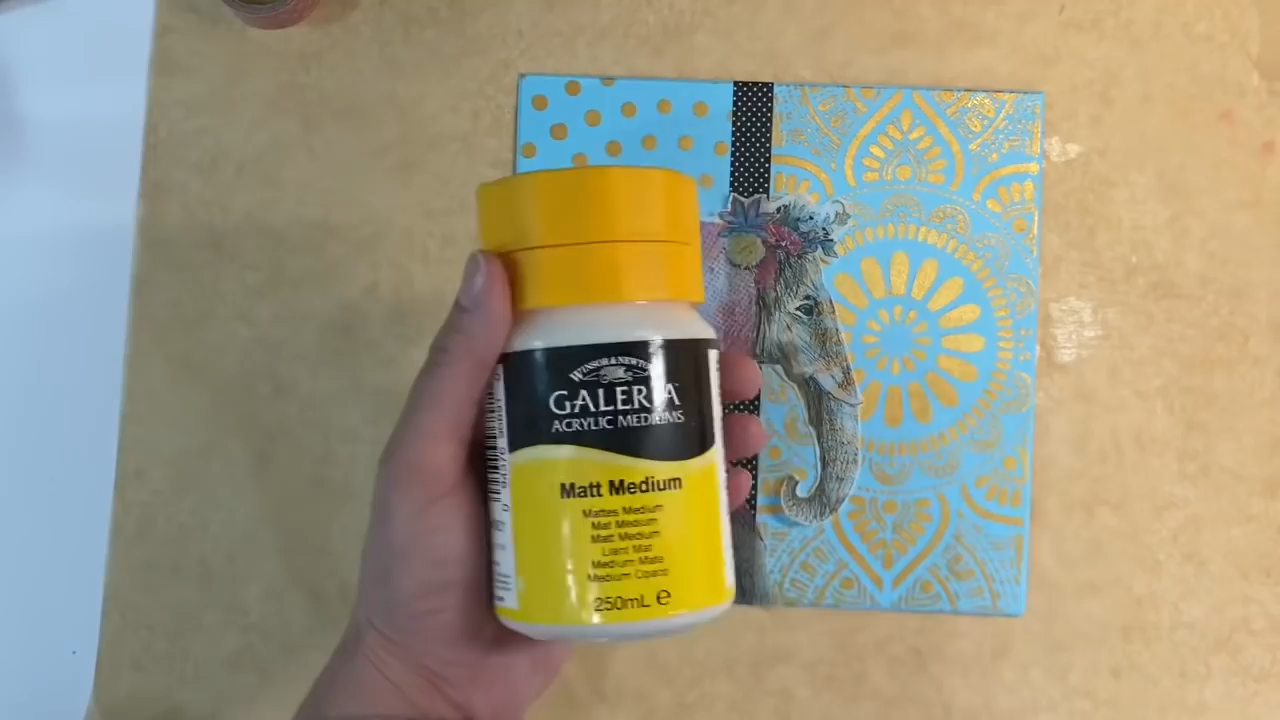 WINSOR & NEWTON
GALERIA
ACRYLIC MEDIUMS
Matt Medium
Mattes Medium
Mat Medium
Matt Medium
Liant Mat
Medium Mate
Medium Opaco
250mL e